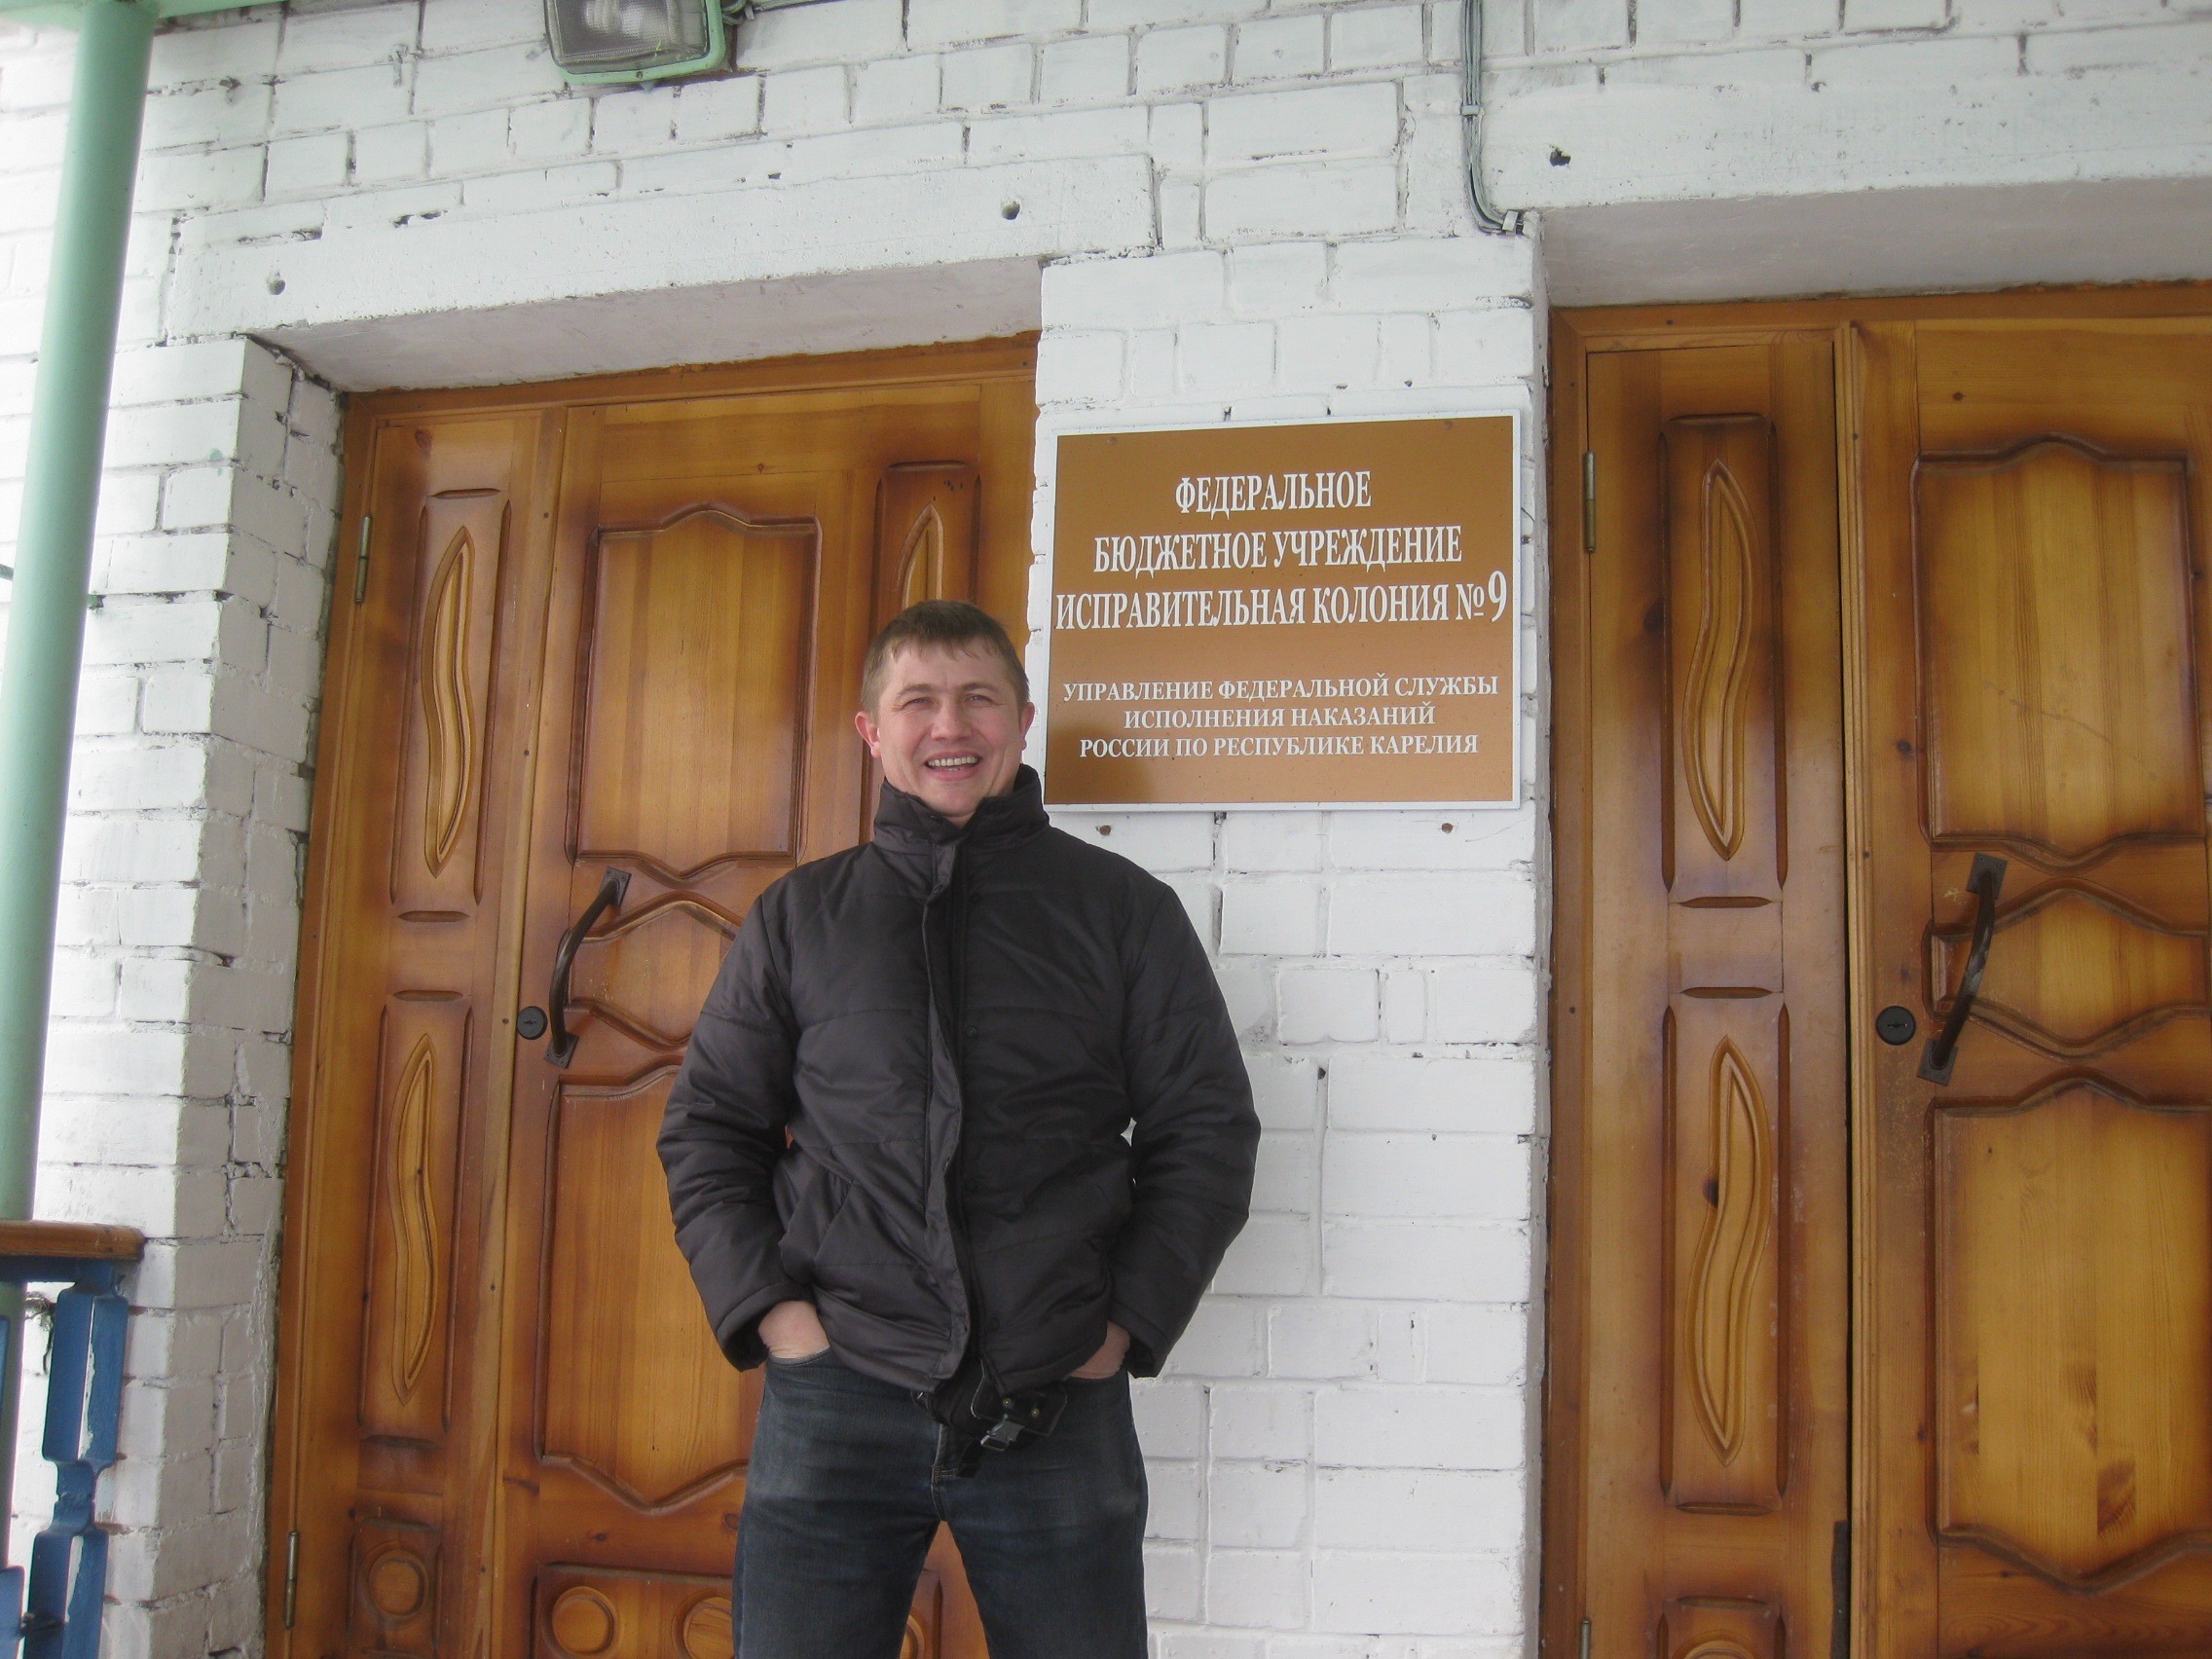 ФЕДЕРАЛЬНОЕ
БЮДЖЕТНОЕ УЧРЕЖДЕНИЕ
ИСПРАВИТЕЛЬНАЯ КОЛОНИЯ №9
УПРАВЛЕНИЕ ФЕДЕРАЛЬНОЙ СЛУЖБЫ
ИСПОЛНЕНИЯ НАКАЗАНИЙ
РОССИИ ПО РЕСПУБЛИКЕ КАРЕЛИЯ